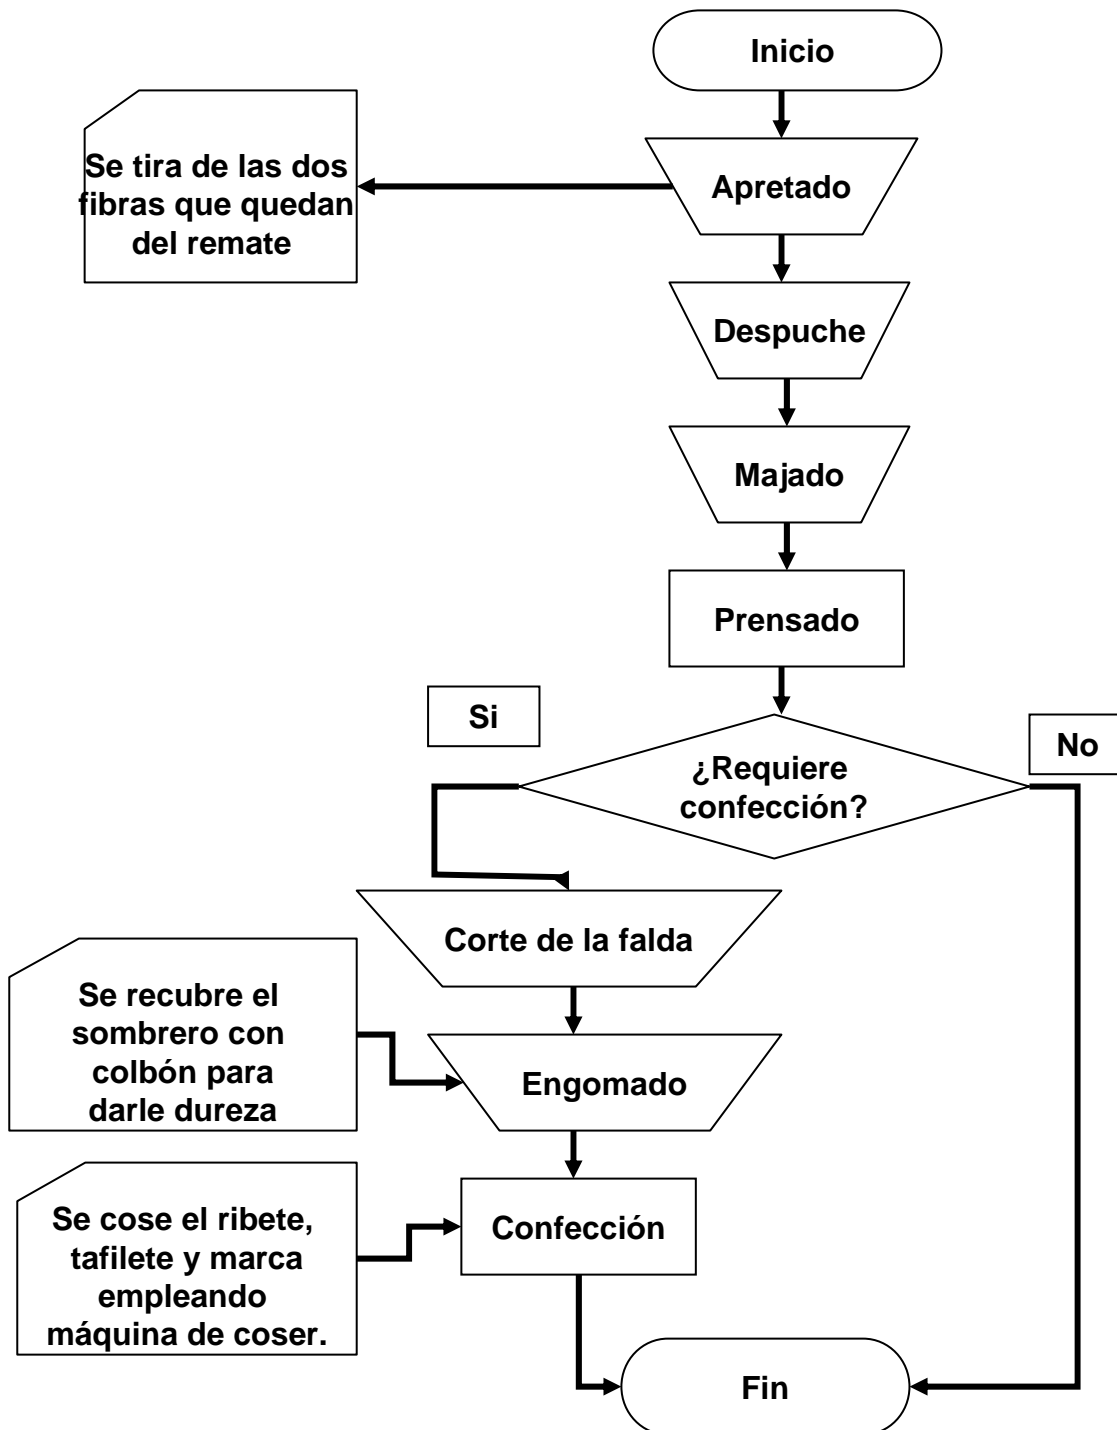 Inicio
Se tira de las dos
fibras que quedan
del remate
Apretado
Despuche
Majado
Prensado
Si
No
¿Requiere
confección?
Corte de la falda
Se recubre el
sombrero con
colbón para
darle dureza
Engomado
Se cose el ribete,
tafilete y marca
empleando
máquina de coser.
Confección
Fin